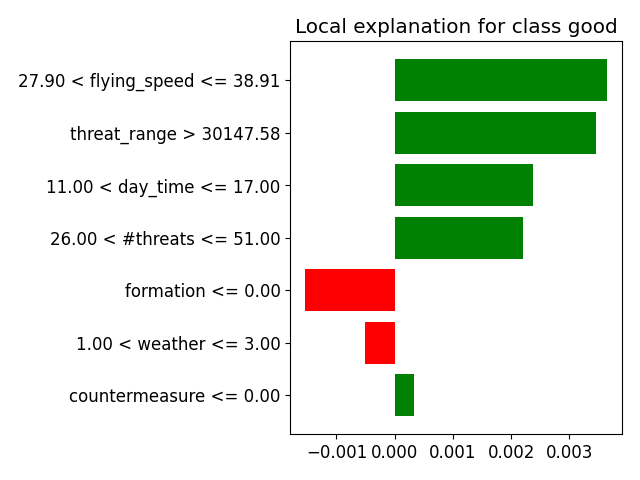 Local explanation for class good
27.90 < flying_speed <= 38.91
threat_range > 30147.58
11.00 < day_time <= 17.00
26.00 < #threats <= 51.00
formation <= 0.00
1.00 < weather <= 3.00
countermeasure <= 0.00
−0.001 0.000 0.001 0.002 0.003